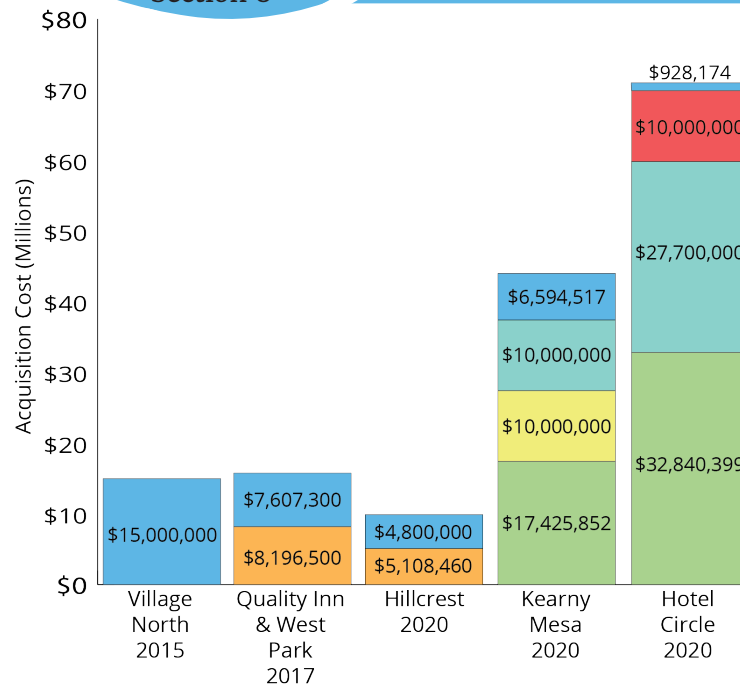 $80
$70
$60
$50
$40
$30
$20
$10
$0
Acquisition Cost (Millions)
$15,000,000
$7,607,300
$8,196,500
$4,800,000
$5,108,460
$6,594,517
$10,000,000
$10,000,000
$17,425,852
$928,174
$10,000,000
$27,700,000
$32,840,399
Village
North
2015
Quality Inn
& West
Park
2017
Hillcrest
2020
Kearny
Mesa
2020
Hotel
Circle
2020